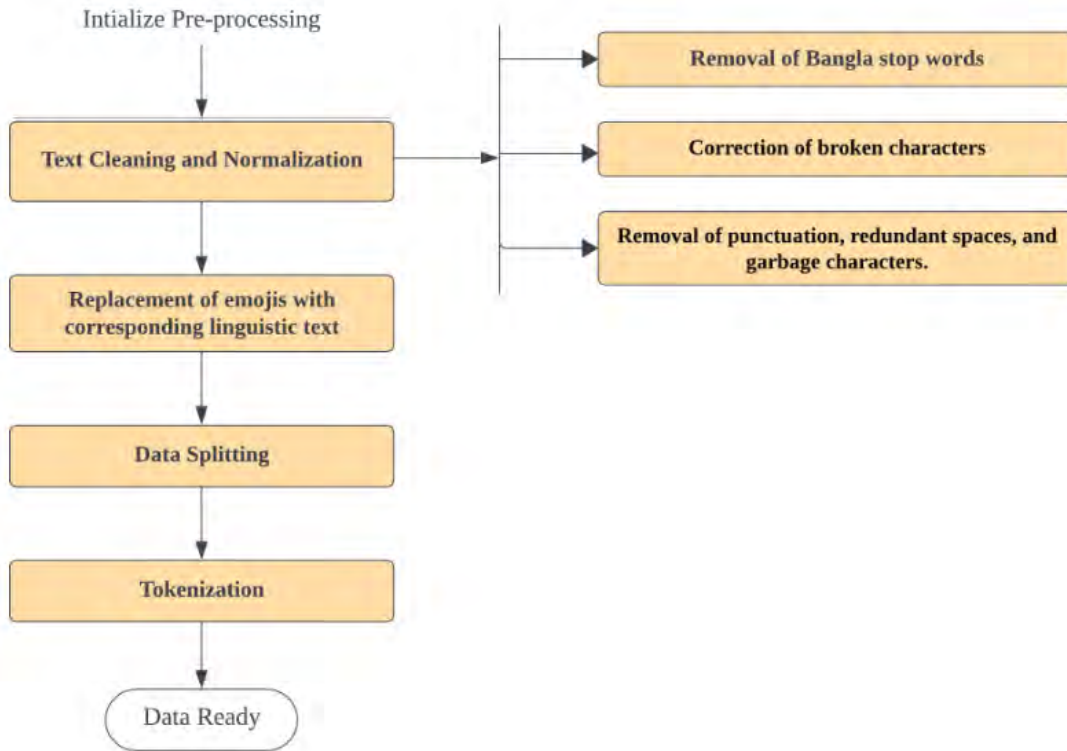 Intialize Pre-processing
Text Cleaning and Normalization
Removal of Bangla stop words
Correction of broken characters
Removal of punctuation, redundant spaces, and
garbage characters.
Replacement of emojis with
corresponding linguistic text
Data Splitting
Tokenization
Data Ready